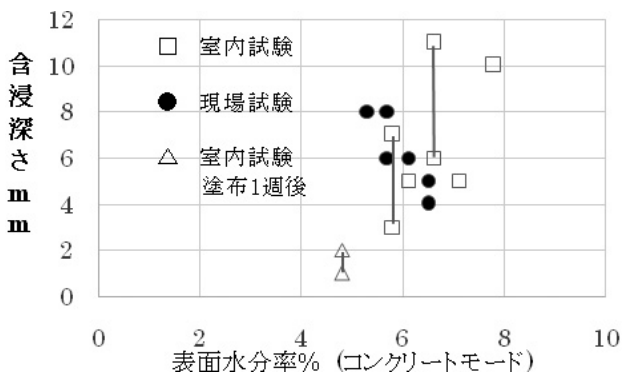 含浸深さmm
12
10
8
6
4
2
0
室内試験
現場試験
室内試験
塗布1週後
0 2 4 6 8 10
表面水分率% (コンクリートモード)